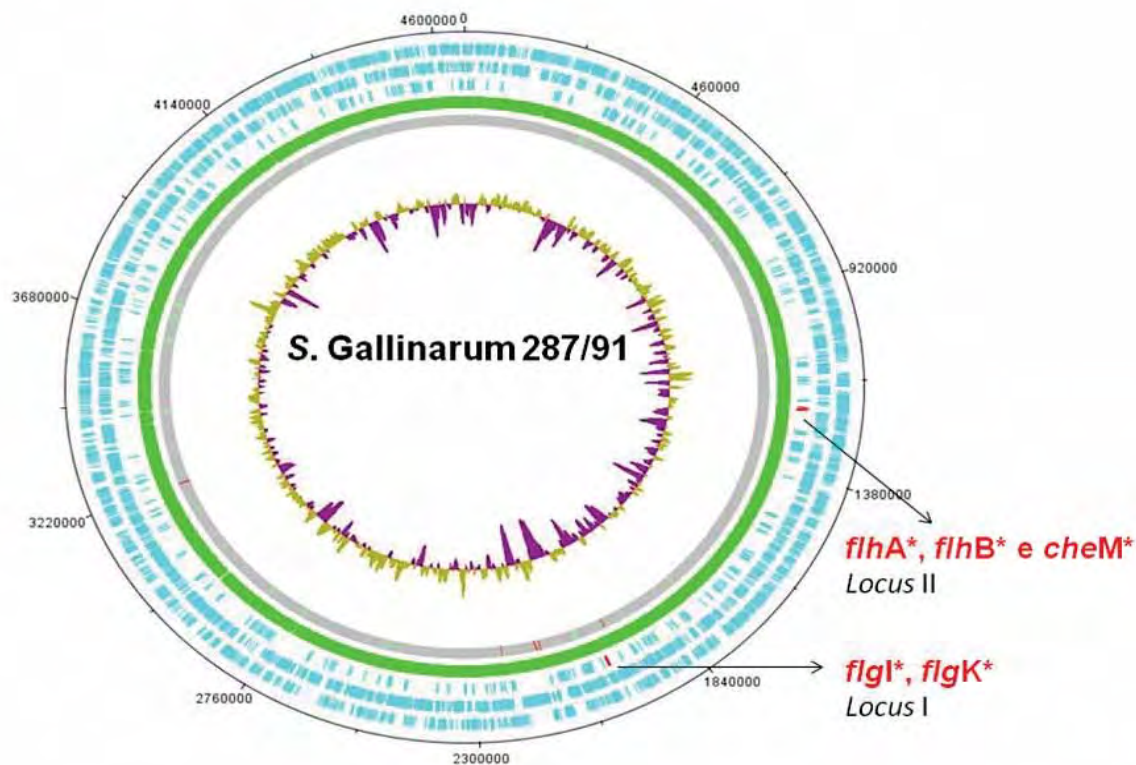 4600000 0
460000
4140000
920000
3680000
S. Gallinarum 287/91
1380000
3220000
flhA*, flhB* e cheM*
Locus II
flgI*, flgK*
1840000
Locus I
2760000
2300000